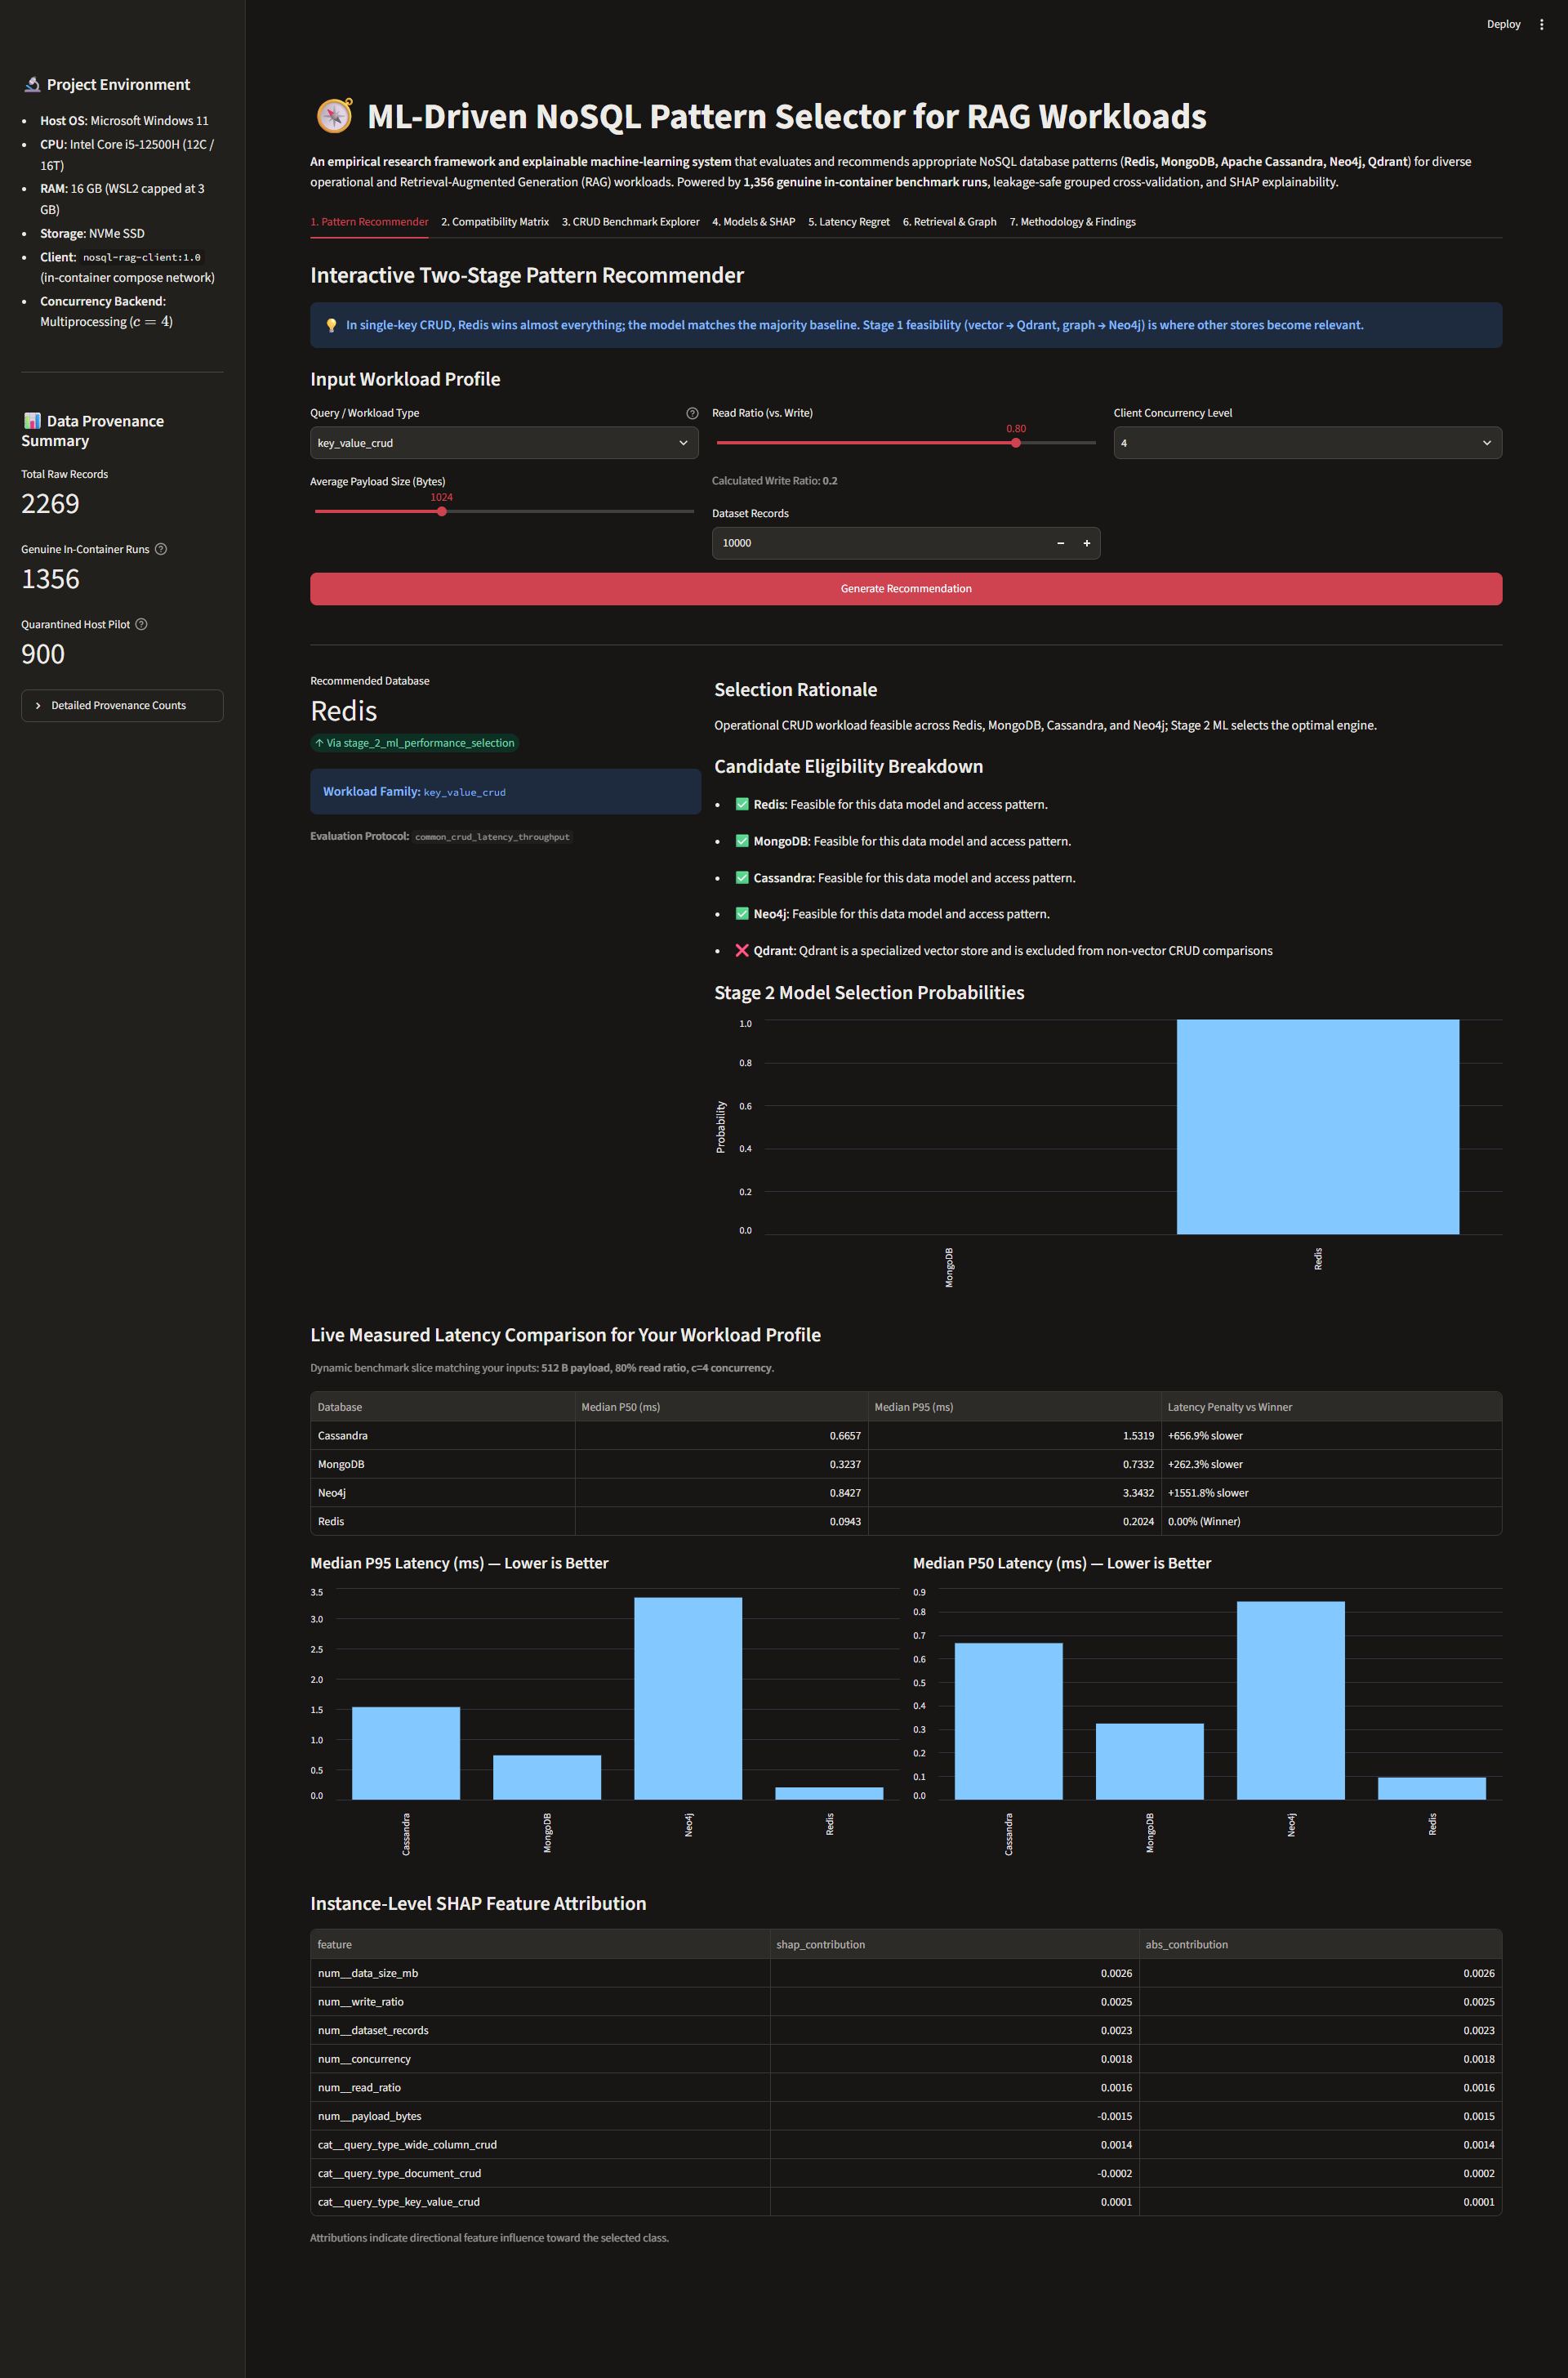 Deploy
Project Environment
Host OS: Microsoft Windows 11
CPU: Intel Core i5-12500H (12C /
16T)
RAM: 16 GB (WSL2 capped at 3
GB)
Storage: NVMe SSD
Client: nosql-rag-client:1.0
(in-container compose network)
Concurrency Backend:
Multiprocessing (c = 4)
Data Provenance
Summary
Total Raw Records
2269
Genuine In-Container Runs
1356
Quarantined Host Pilot
900
Detailed Provenance Counts
ML-Driven NoSQL Pattern Selector for RAG Workloads
An empirical research framework and explainable machine-learning system that evaluates and recommends appropriate NoSQL database patterns (Redis, MongoDB, Apache Cassandra, Neo4j, Qdrant) for diverse
operational and Retrieval-Augmented Generation (RAG) workloads. Powered by 1,356 genuine in-container benchmark runs, leakage-safe grouped cross-validation, and SHAP explainability.
1. Pattern Recommender 2. Compatibility Matrix 3. CRUD Benchmark Explorer 4. Models & SHAP 5. Latency Regret 6. Retrieval & Graph 7. Methodology & Findings
Interactive Two-Stage Pattern Recommender
In single-key CRUD, Redis wins almost everything; the model matches the majority baseline. Stage 1 feasibility (vector → Qdrant, graph → Neo4j) is where other stores become relevant.
Input Workload Profile
Query / Workload Type
key_value_crud
Read Ratio (vs. Write)
0.80
Client Concurrency Level
4
Average Payload Size (Bytes)
1024
Calculated Write Ratio: 0.2
Dataset Records
10000
Generate Recommendation
Recommended Database
Redis
↑ Via stage_2_ml_performance_selection
Workload Family: key_value_crud
Evaluation Protocol: common_crud_latency_throughput
Selection Rationale
Operational CRUD workload feasible across Redis, MongoDB, Cassandra, and Neo4j; Stage 2 ML selects the optimal engine.
Candidate Eligibility Breakdown
✅ Redis: Feasible for this data model and access pattern.
✅ MongoDB: Feasible for this data model and access pattern.
✅ Cassandra: Feasible for this data model and access pattern.
✅ Neo4j: Feasible for this data model and access pattern.
❌ Qdrant: Qdrant is a specialized vector store and is excluded from non-vector CRUD comparisons
Stage 2 Model Selection Probabilities
Probability
1.0
0.8
0.6
0.4
0.2
0.0
MongoDB
Redis
Live Measured Latency Comparison for Your Workload Profile
Dynamic benchmark slice matching your inputs: 512 B payload, 80% read ratio, c=4 concurrency.
Database Median P50 (ms) Median P95 (ms) Latency Penalty vs Winner
Cassandra 0.6657 1.5319 +656.9% slower
MongoDB 0.3237 0.7332 +262.3% slower
Neo4j 0.8427 3.3432 +1551.8% slower
Redis 0.0943 0.2024 0.00% (Winner)
Median P95 Latency (ms) — Lower is Better
3.5
3.0
2.5
2.0
1.5
1.0
0.5
0.0
Cassandra
MongoDB
Neo4j
Redis
Median P50 Latency (ms) — Lower is Better
0.9
0.8
0.7
0.6
0.5
0.4
0.3
0.2
0.1
0.0
Cassandra
MongoDB
Neo4j
Redis
Instance-Level SHAP Feature Attribution
feature shap_contribution abs_contribution
num__data_size_mb 0.0026 0.0026
num__write_ratio 0.0025 0.0025
num__dataset_records 0.0023 0.0023
num__concurrency 0.0018 0.0018
num__read_ratio 0.0016 0.0016
num__payload_bytes -0.0015 0.0015
cat__query_type_wide_column_crud 0.0014 0.0014
cat__query_type_document_crud -0.0002 0.0002
cat__query_type_key_value_crud 0.0001 0.0001
Attributions indicate directional feature influence toward the selected class.